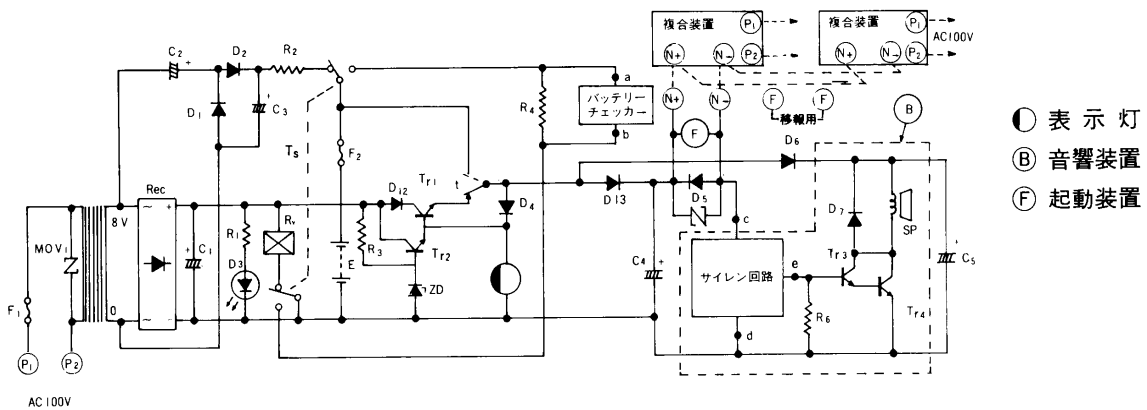 複合装置
P1
N+
N-
P2
複合装置
P1
N+
N-
P2
AC100V
C2
+
D2
R2
D1
+
C3
TS
F2
R4
a
バッテリー
チェッカー
b
N+
N-
F
F
移報用
F
B
D6
表示灯
音響装置
B
起動装置
F
Rec
8V
~
+
~
-
0
MOV1
F1
P1
P2
AC100V
+
C1
R1
D3
Ry
E
D12
Tr1
R3
Tr2
ZD
t
D4
D13
D5
C4
+
c
サイレン回路
e
d
R6
D7
SP
Tr3
Tr4
+
C5